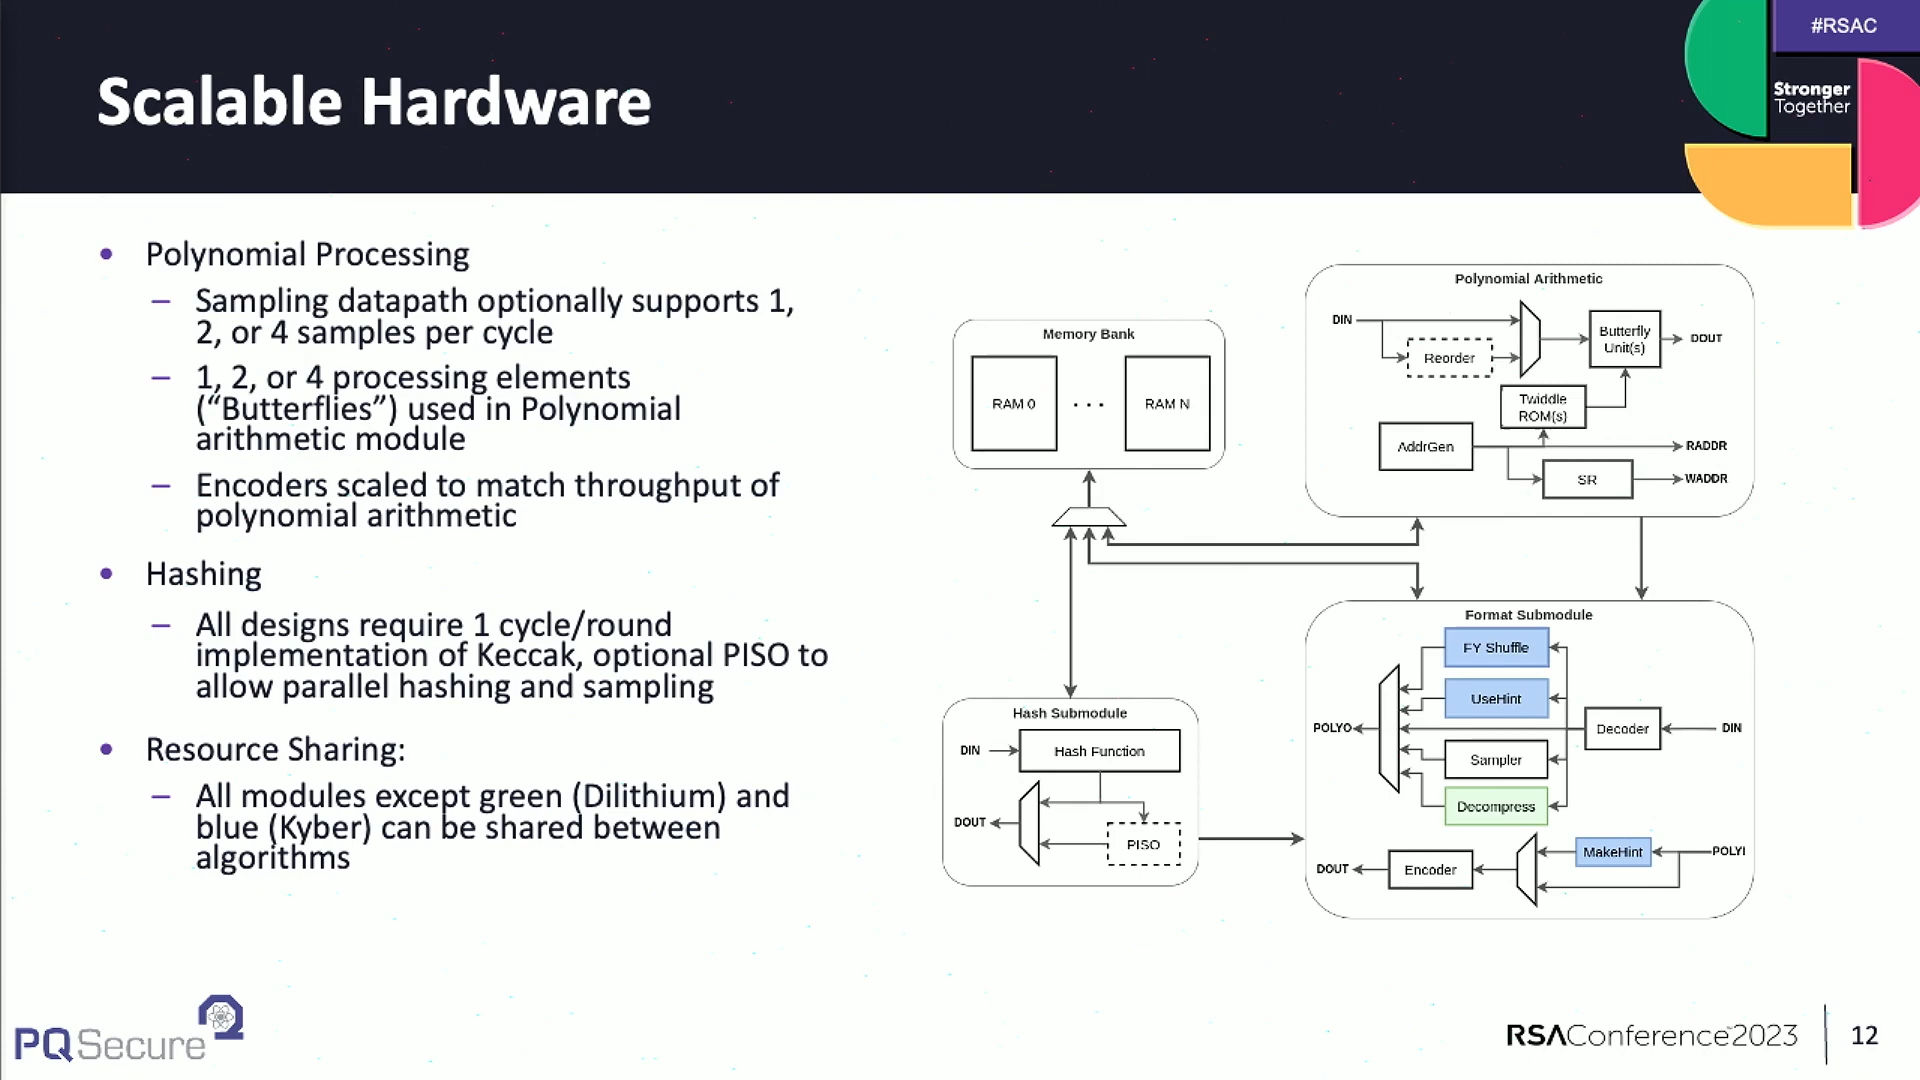 #RSAC
Stronger
Together
Scalable Hardware
• Polynomial Processing
– Sampling datapath optionally supports 1,
2, or 4 samples per cycle
– 1, 2, or 4 processing elements
(“Butterflies”) used in Polynomial
arithmetic module
– Encoders scaled to match throughput of
polynomial arithmetic
• Hashing
– All designs require 1 cycle/round
implementation of Keccak, optional PISO to
allow parallel hashing and sampling
• Resource Sharing:
– All modules except green (Dilithium) and
blue (Kyber) can be shared between
algorithms
Memory Bank
RAM 0 . . . RAM N
Polynomial Arithmetic
DIN
Reorder
Butterfly
Unit(s)
DOUT
Twiddle
ROM(s)
AddrGen
RADDR
SR
WADDR
Hash Submodule
DIN
Hash Function
DOUT
PISO
Format Submodule
FY Shuffle
UseHint
POLYO
Decoder
DIN
Sampler
Decompress
MakeHint
POLYI
DOUT
Encoder
PQSecure
RSAConference2023
12